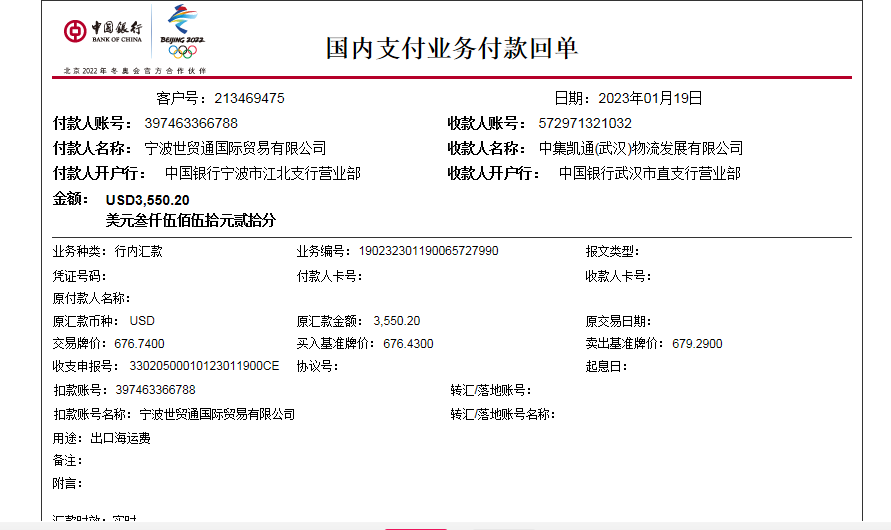 中国银行
BANK OF CHINA
BEIJING 2022
北京2022年冬奥会官方合作伙伴
国内支付业务付款回单
客户号：213469475 日期：2023年01月19日
付款人账号： 397463366788 收款人账号： 572971321032
付款人名称： 宁波世贸通国际贸易有限公司 收款人名称： 中集凯通(武汉)物流发展有限公司
付款人开户行： 中国银行宁波市江北支行营业部 收款人开户行： 中国银行武汉市直支行营业部
金额： USD3,550.20
美元叁仟伍佰伍拾元贰拾分
业务种类：行内汇款 业务编号：190232301190065727990 报文类型：
凭证号码： 付款人卡号： 收款人卡号：
原付款人名称：
原汇款币种： USD 原汇款金额： 3,550.20 原交易日期：
交易牌价：676.7400 买入基准牌价：676.4300 卖出基准牌价：679.2900
收支申报号： 33020500010123011900CE 协议号： 起息日：
扣款账号：397463366788 转汇/落地账号：
扣款账号名称：宁波世贸通国际贸易有限公司 转汇/落地账号名称：
用途：出口海运费
备注：
附言：
汇款时效：实时